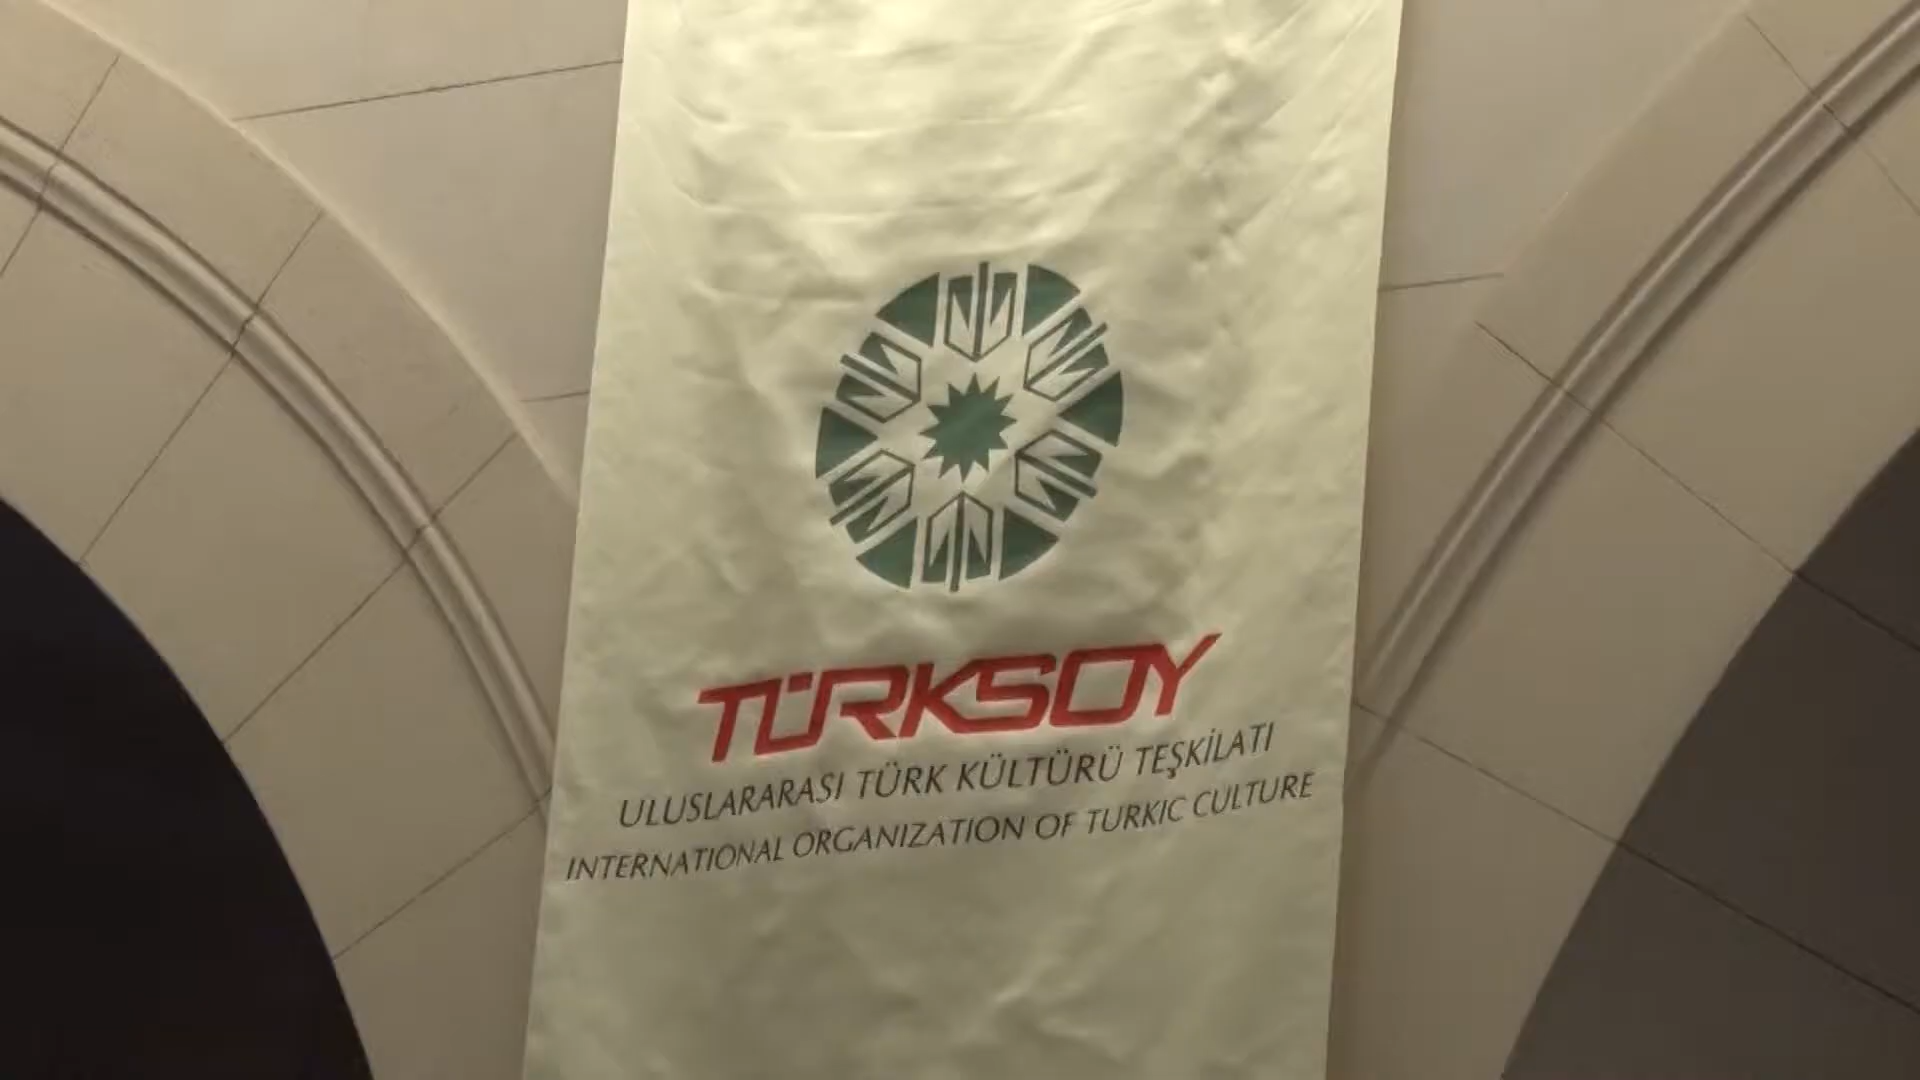 TÜRKSOY
ULUSLARARASI TÜRK KÜLTÜRÜ TEŞKİLATI
INTERNATIONAL ORGANIZATION OF TURKIC CULTURE